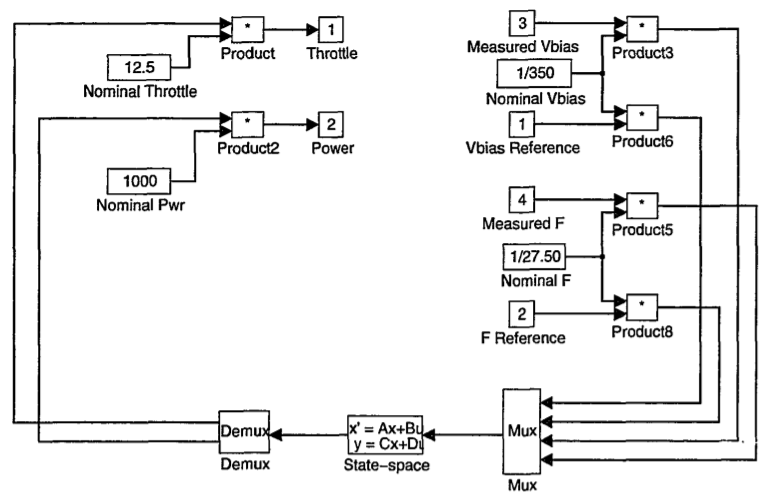 *
Product
1
Throttle
12.5
Nominal Throttle
*
Product2
2
Power
1000
Nominal Pwr
3
Measured Vbias
*
Product3
1/350
Nominal Vbias
1
Vbias Reference
*
Product6
4
Measured F
*
Product5
1/27.50
Nominal F
2
F Reference
*
Product8
Demux
Demux
x' = Ax+Bu
y = Cx+Du
State-space
Mux
Mux